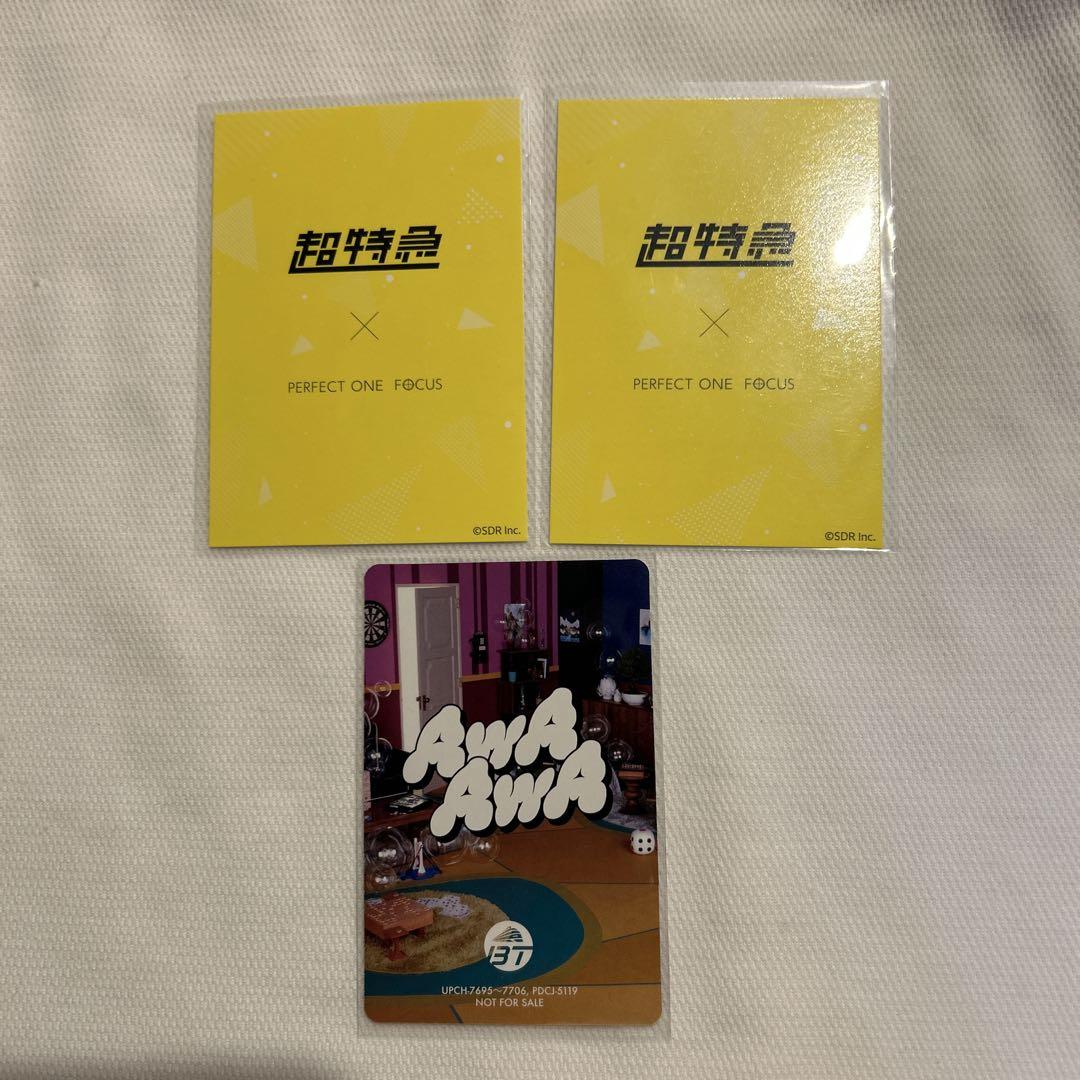 超特急
×
PERFECT ONE FOCUS
©SDR Inc.
超特急
×
PERFECT ONE FOCUS
©SDR Inc.
AWA
AWA
BT
UPCH-7695～7706, PDCJ-5119
NOT FOR SALE